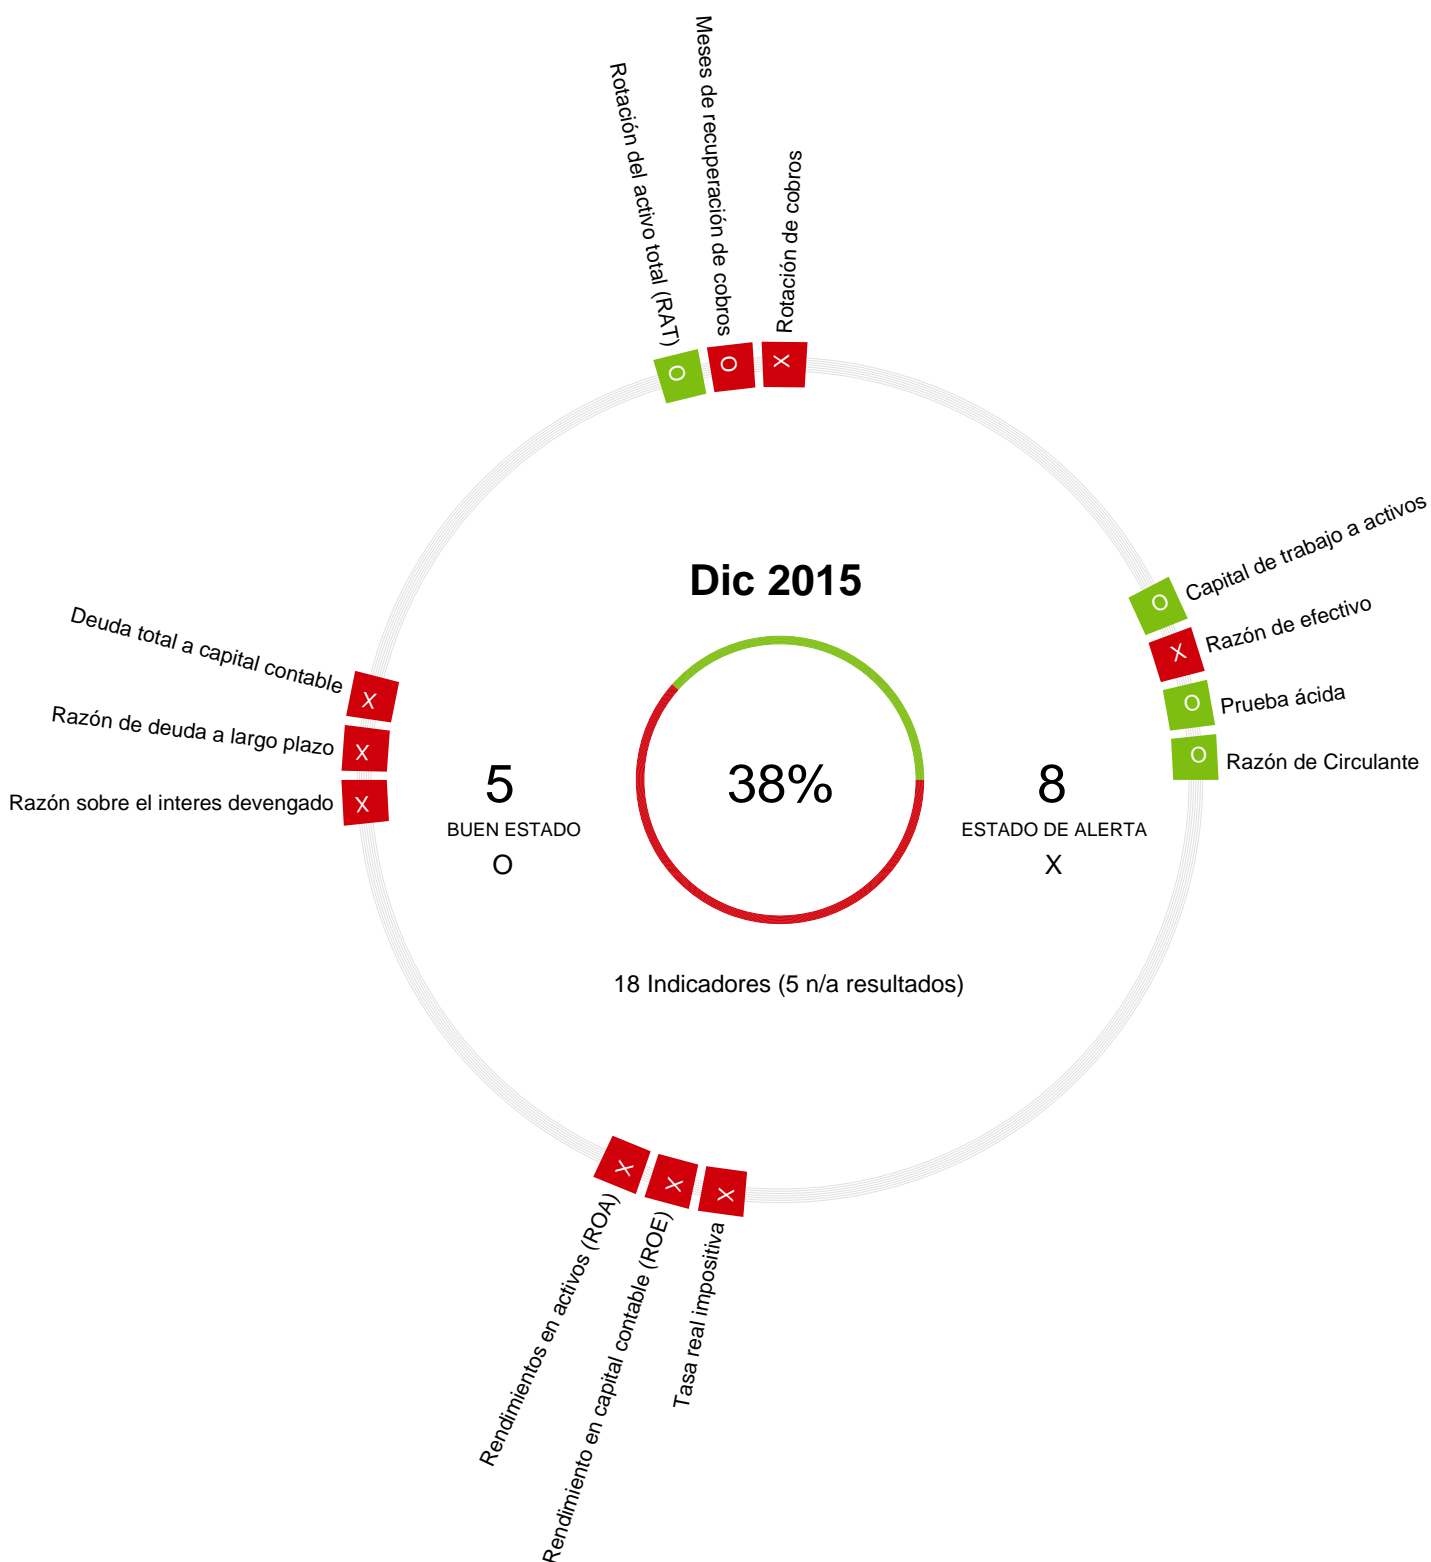 Meses de recuperación de cobros
Rotación del activo total (RAT)
Rotación de cobros
O
O
X
Capital de trabajo a activos
O
Razón de efectivo
X
Prueba ácida
O
Razón de Circulante
O
Dic 2015
Deuda total a capital contable
X
Razón de deuda a largo plazo
X
Razón sobre el interes devengado
X
5
BUEN ESTADO
O
38%
8
ESTADO DE ALERTA
X
18 Indicadores (5 n/a resultados)
X
X
X
Rendimientos en activos (ROA)
Rendimiento en capital contable (ROE)
Tasa real impositiva